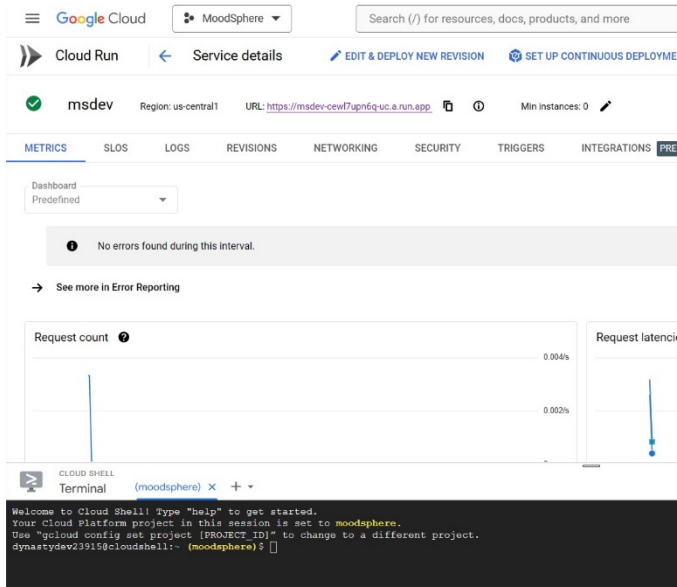 Google Cloud
MoodSphere
Search (/) for resources, docs, products, and more
Cloud Run
Service details
EDIT & DEPLOY NEW REVISION
SET UP CONTINUOUS DEPLOYME
msdev
Region: us-central1
URL: https://msdev-cewl7upn6q-uc.a.run.app
Min instances: 0
METRICS SLOS LOGS REVISIONS NETWORKING SECURITY TRIGGERS INTEGRATIONS PRE
Dashboard
Predefined
No errors found during this interval.
See more in Error Reporting
Request count
Request latenci
0.004/s
0.002/s
CLOUD SHELL
Terminal
(moodsphere)
Welcome to Cloud Shell! Type "help" to get started.
Your Cloud Platform project in this session is set to moodsphere.
Use "gcloud config set project [PROJECT_ID]" to change to a different project.
dynastydev23915@cloudshell:~ (moodsphere)$